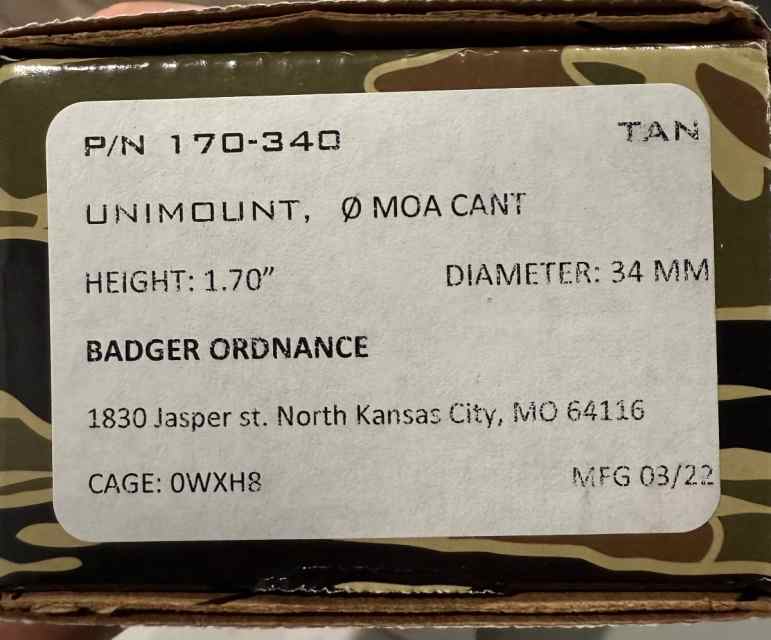 P/N 170-340 TAN
UNIMOUNT, Ø MOA CANT
HEIGHT: 1.70” DIAMETER: 34 MM
BADGER ORDNANCE
1830 Jasper st. North Kansas City, MO 64116
CAGE: 0WXH8 MFG 03/22